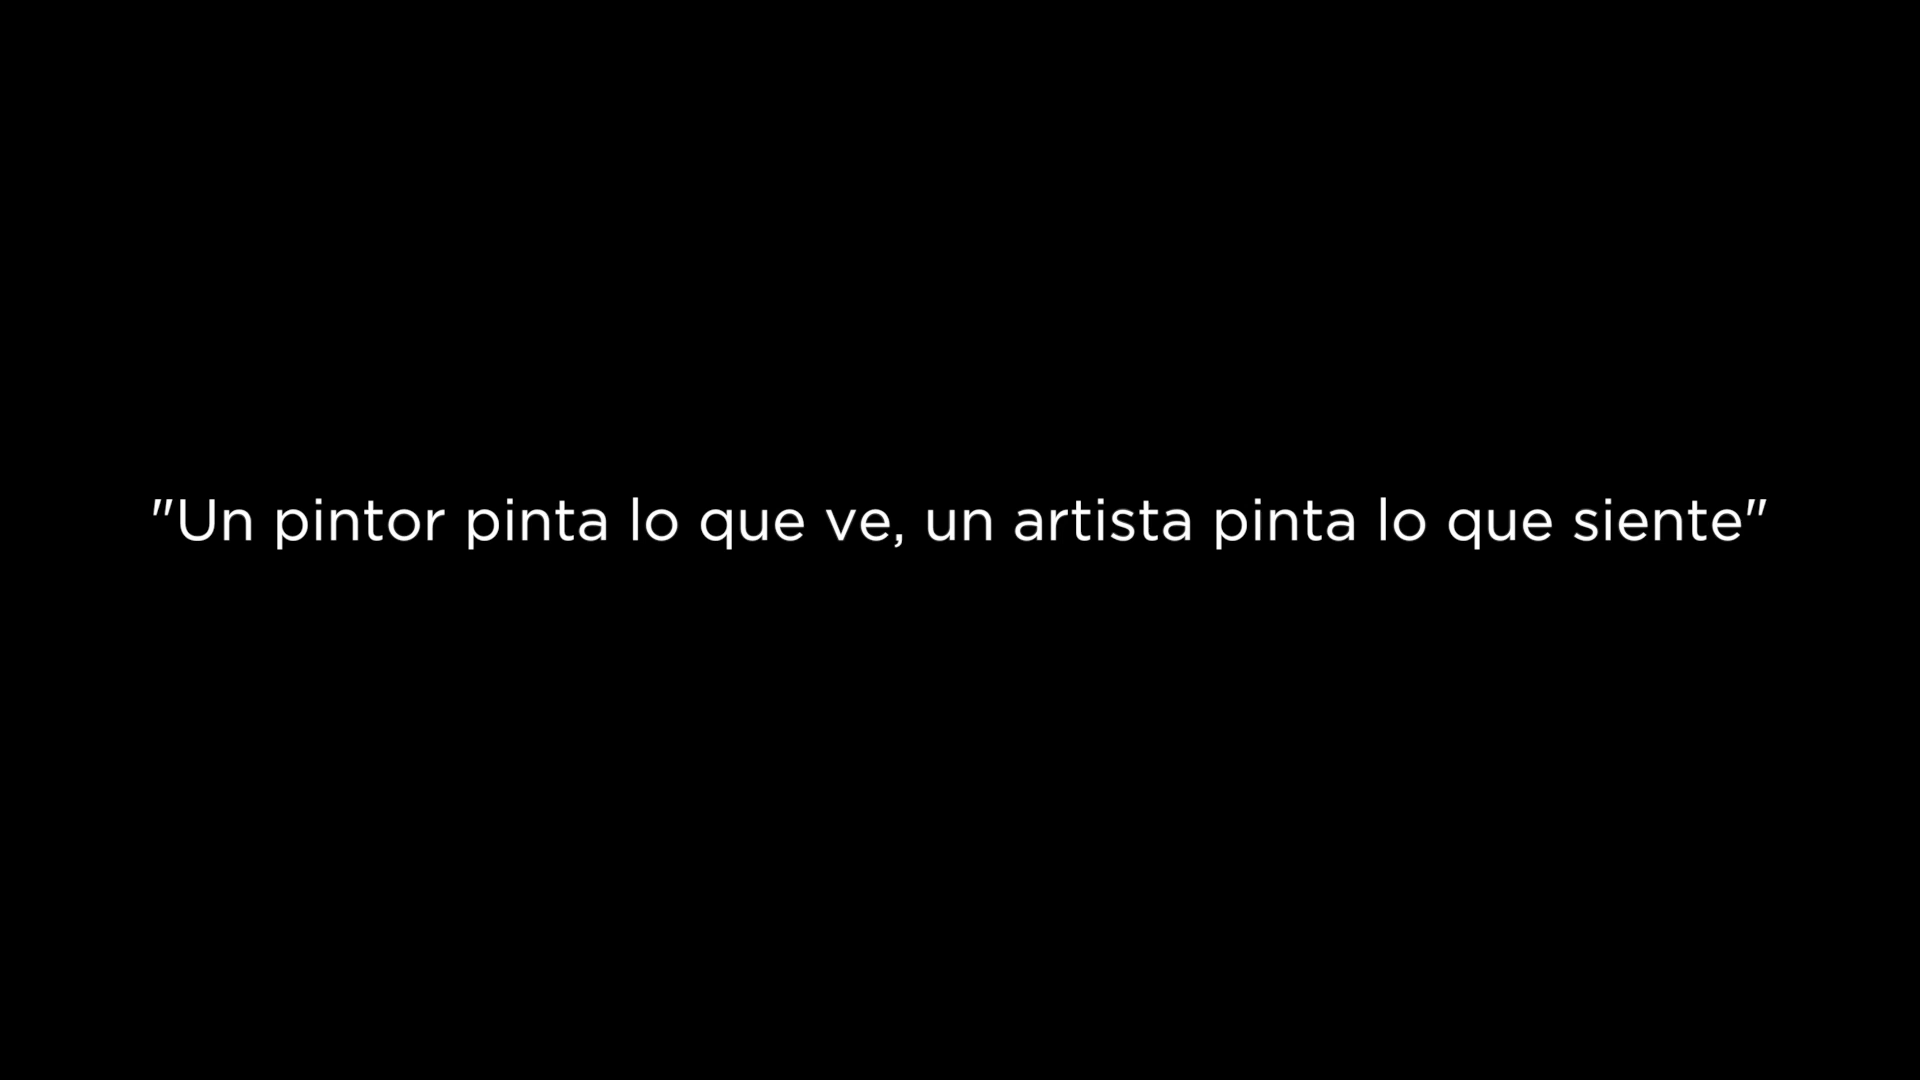 "Un pintor pinta lo que ve, un artista pinta lo que siente"